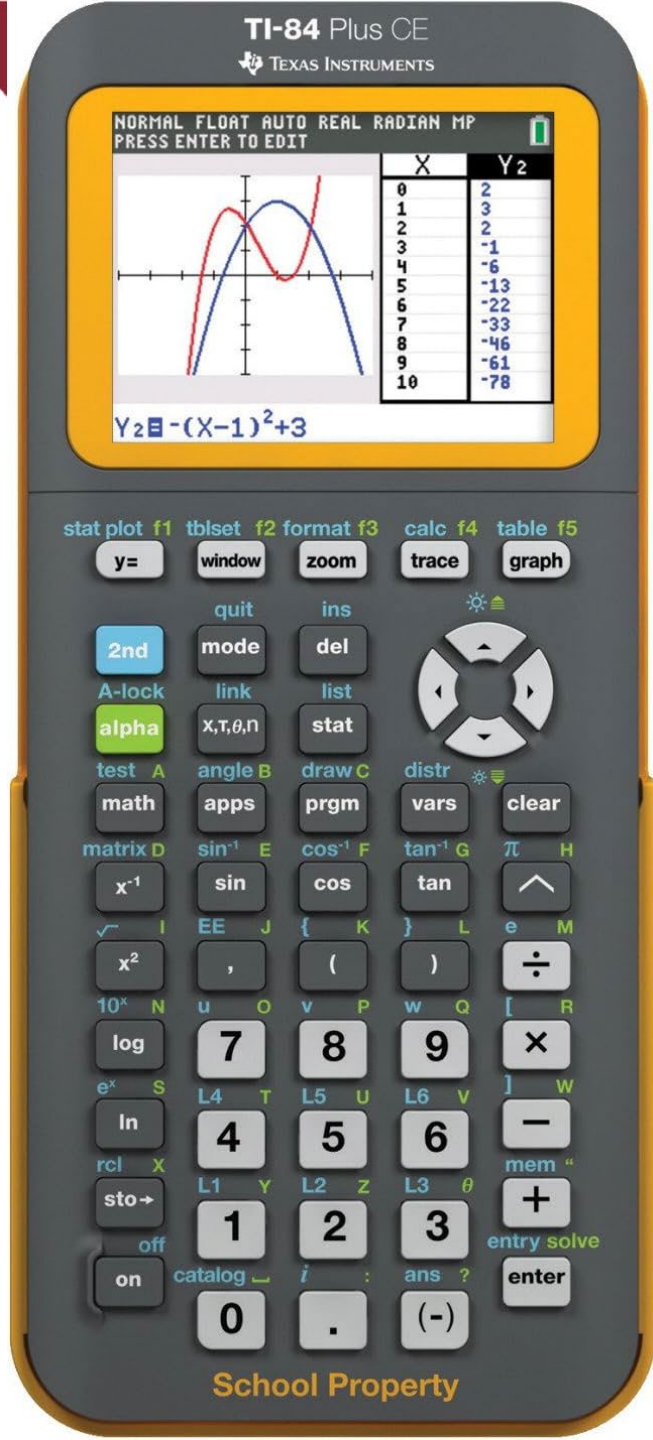 TI-84 Plus CE
TEXAS INSTRUMENTS
NORMAL FLOAT AUTO REAL RADIAN MP
PRESS ENTER TO EDIT
X Y2
0 2
1 3
2 2
3 -1
4 -6
5 -13
6 -22
7 -33
8 -46
9 -61
10 -78
Y2=-(X-1)²+3
stat plot f1 tblset f2 format f3 calc f4 table f5
y= window zoom trace graph
quit ins
2nd mode del
A-lock link list
alpha X,T,θ,n stat
test A angle B draw C distr
math apps prgm vars clear
matrix D sin⁻¹ E cos⁻¹ F tan⁻¹ G π H
x⁻¹ sin cos tan ^
√ I EE J { K } L e M
x² , ( ) ÷
10ˣ N u O v P w Q [ R
log 7 8 9 ×
eˣ S L4 T L5 U L6 V ] W
ln 4 5 6 −
rcl X L1 Y L2 Z L3 θ mem "
sto→ 1 2 3 +
off catalog ⎵ i : ans ? entry solve
on 0 . (-) enter
School Property